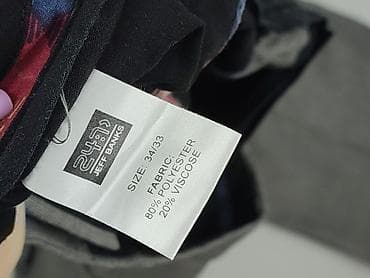 24:7
JEFF BANKS
SIZE: 34/33
FABRIC:
80% POLYESTER
20% VISCOSE